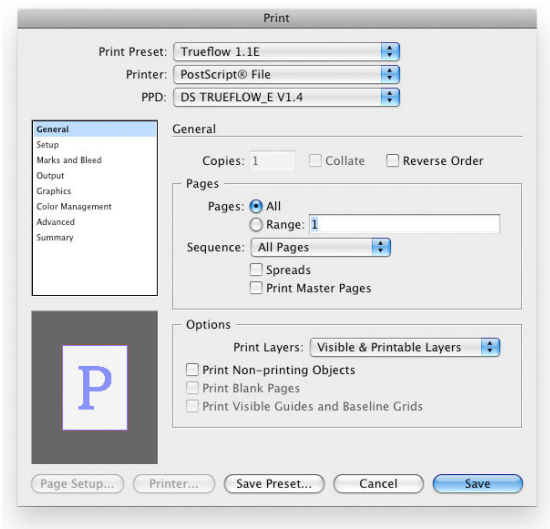 Print
Print Preset: Trueflow 1.1E
Printer: PostScript® File
PPD: DS TRUEFLOW_E V1.4
General
Setup
Marks and Bleed
Output
Graphics
Color Management
Advanced
Summary
General
Copies: 1 Collate Reverse Order
Pages
Pages: All
Range: 1
Sequence: All Pages
Spreads
Print Master Pages
Options
Print Layers: Visible & Printable Layers
Print Non-printing Objects
Print Blank Pages
Print Visible Guides and Baseline Grids
P
Page Setup... Printer... Save Preset... Cancel Save